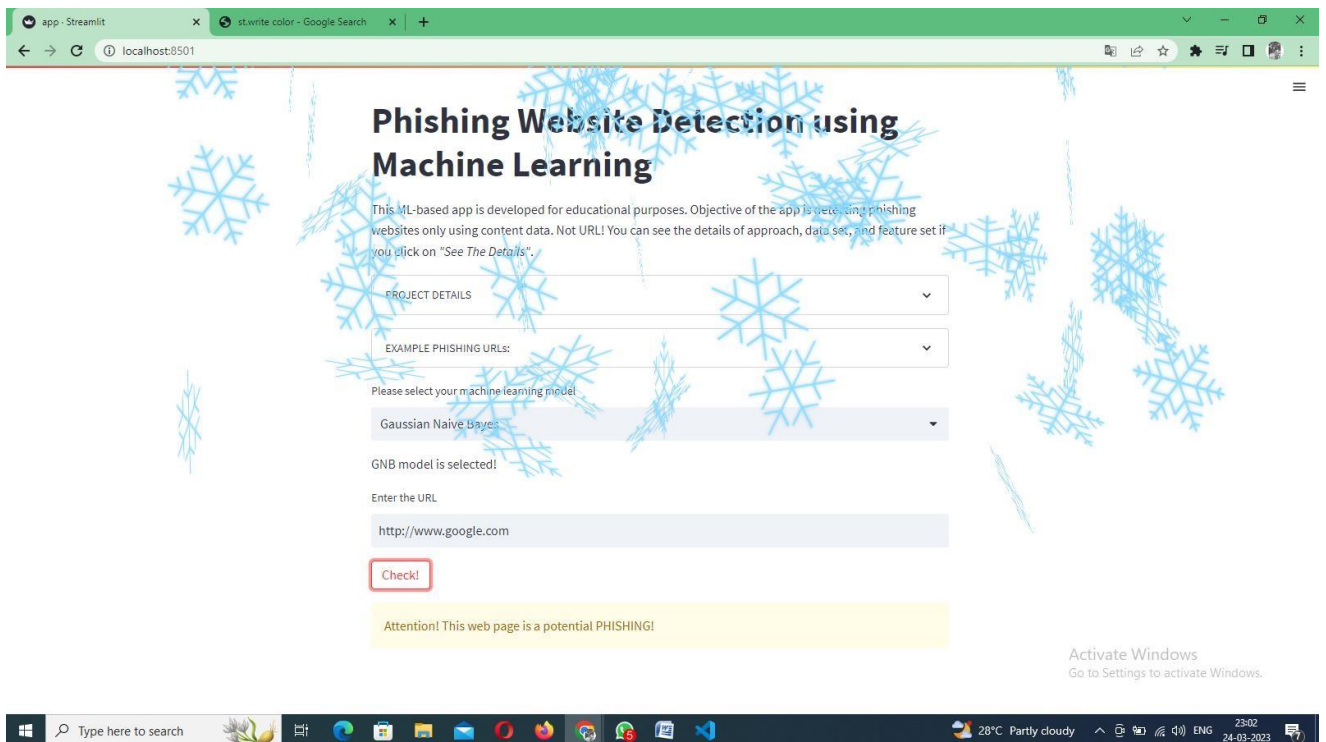 app · Streamlit
st.write color - Google Search
localhost:8501
Phishing Website Detection using
Machine Learning
This ML-based app is developed for educational purposes. Objective of the app is detecting phishing
websites only using content data. Not URL! You can see the details of approach, data set, and feature set if
you click on "See The Details".
PROJECT DETAILS
EXAMPLE PHISHING URLs:
Please select your machine learning model
Gaussian Naive Bayes
GNB model is selected!
Enter the URL
http://www.google.com
Check!
Attention! This web page is a potential PHISHING!
Activate Windows
Go to Settings to activate Windows.
Type here to search
28°C Partly cloudy
ENG
23:02
24-03-2023